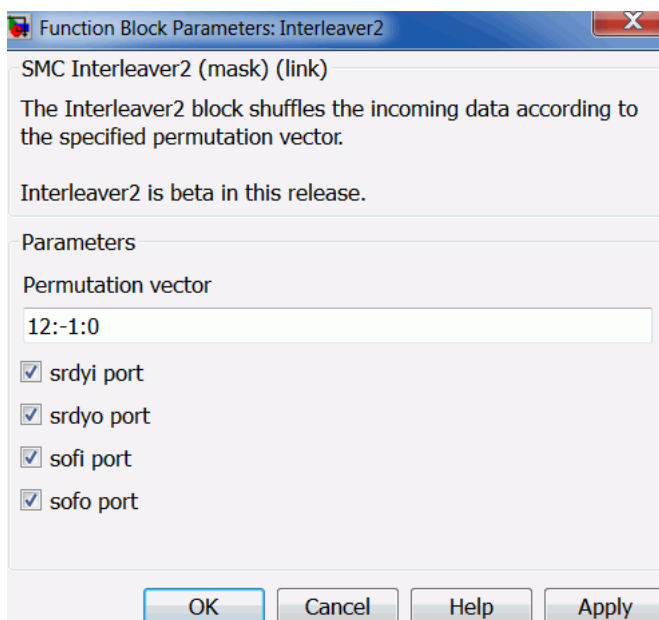 Function Block Parameters: Interleaver2
X
SMC Interleaver2 (mask) (link)
The Interleaver2 block shuffles the incoming data according to
the specified permutation vector.
Interleaver2 is beta in this release.
Parameters
Permutation vector
12:-1:0
srdyi port
srdyo port
sofi port
sofo port
OK Cancel Help Apply